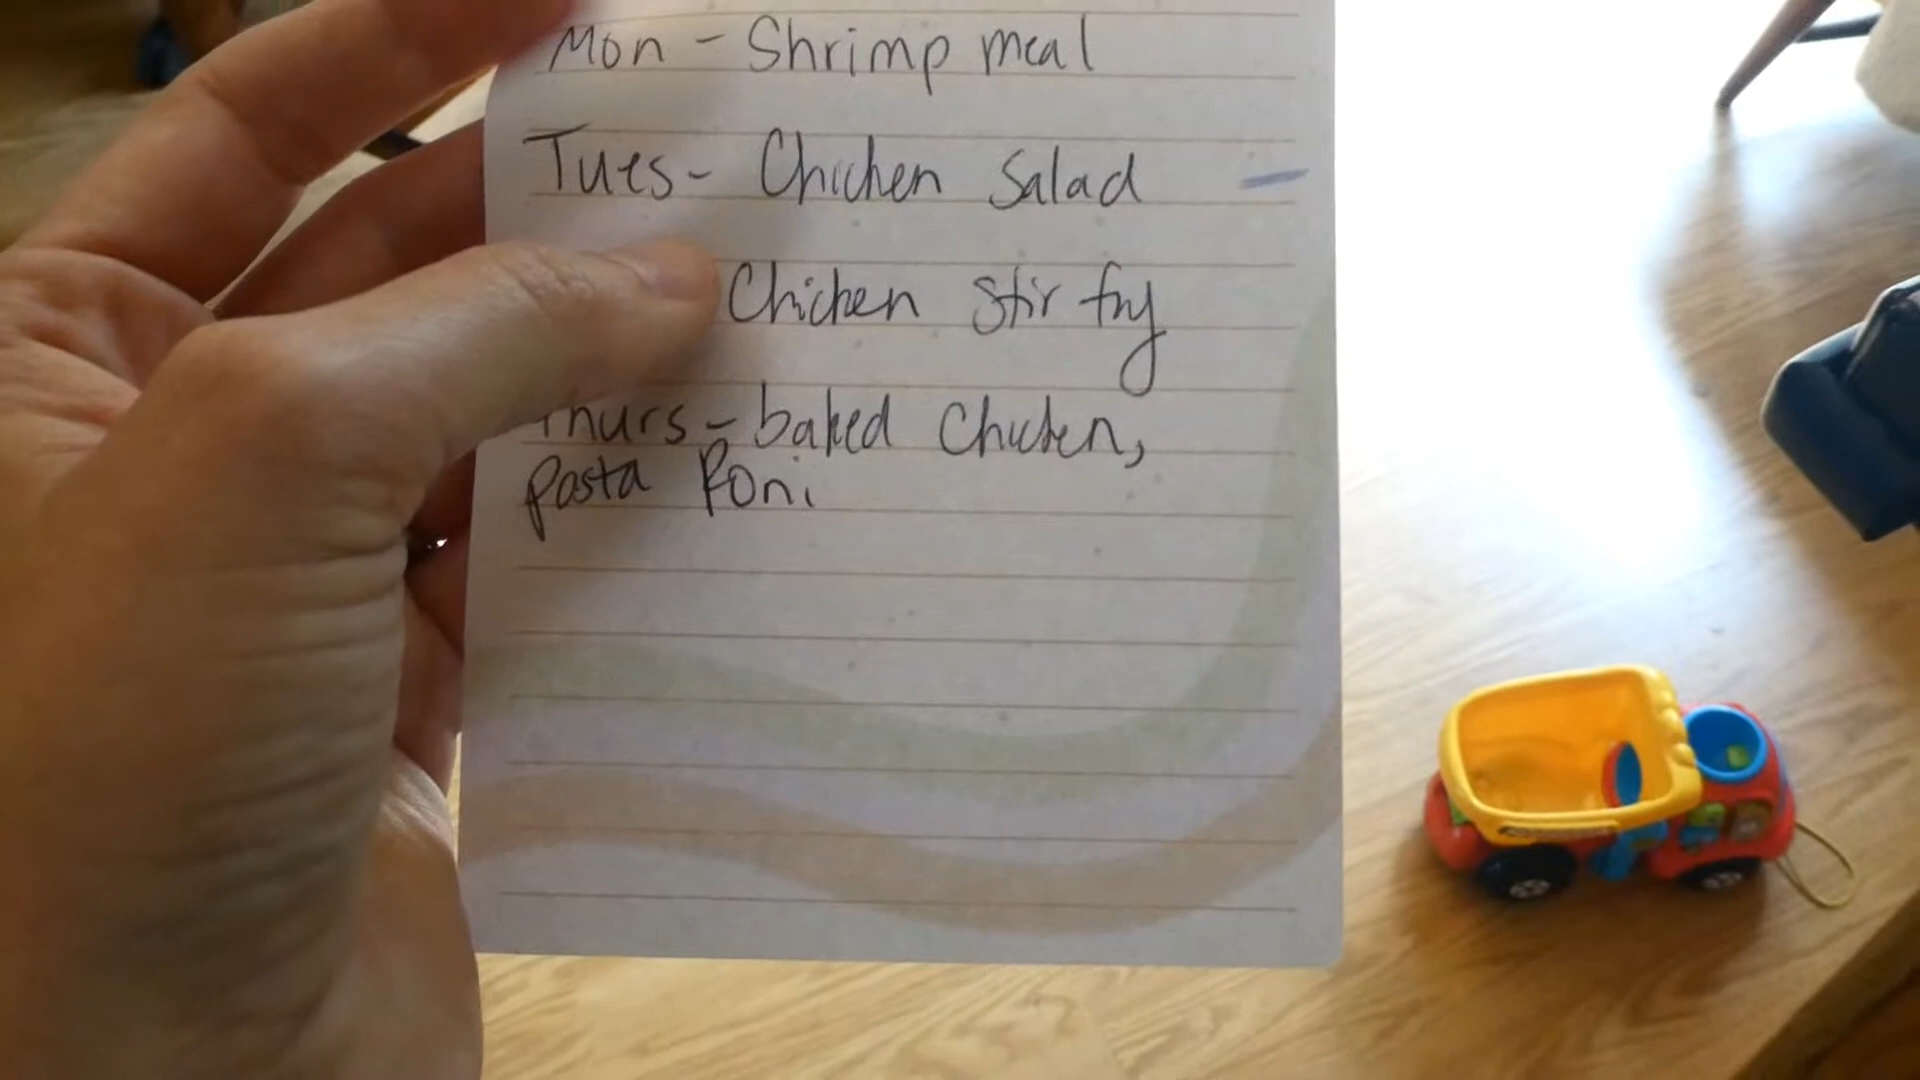 Mon - Shrimp meal
Tues - Chicken Salad
Chicken Stir fry
Thurs - baked Chicken,
Pasta Roni